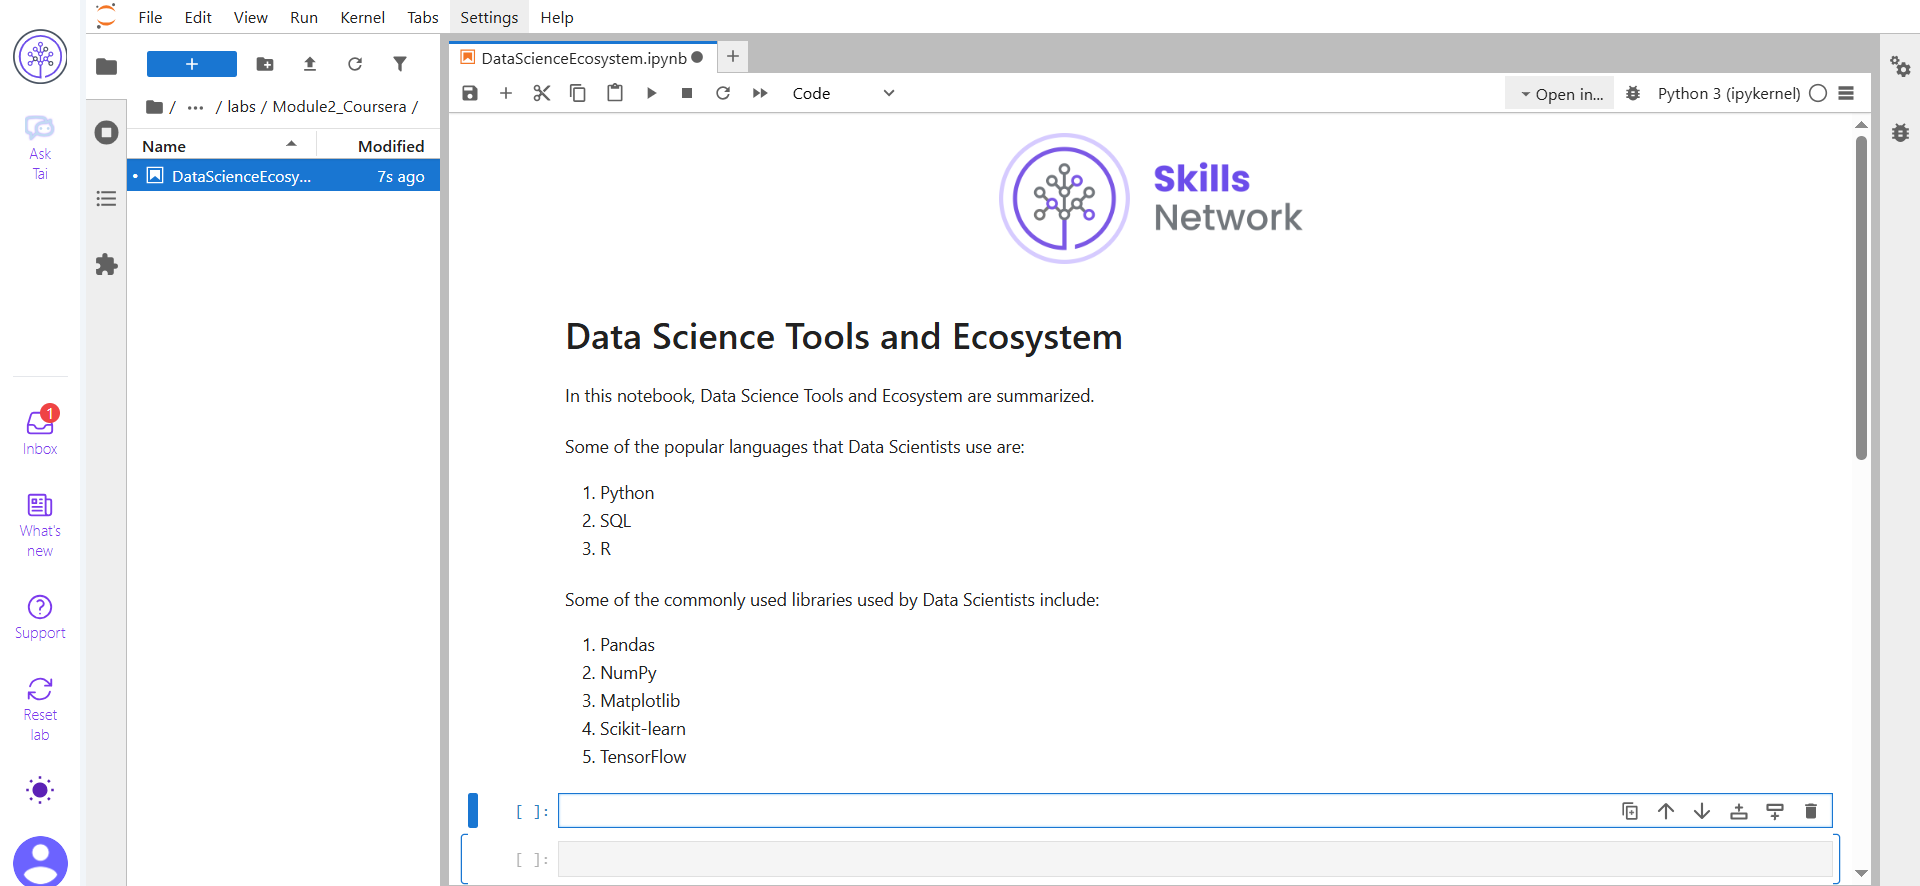 File Edit View Run Kernel Tabs Settings Help
Ask
Tai
Inbox
1
What's
new
Support
Reset
lab
+
/ ... / labs / Module2_Coursera /
Name Modified
DataScienceEcosy... 7s ago
DataScienceEcosystem.ipynb
Code
Open in...
Python 3 (ipykernel)
Skills
Network
Data Science Tools and Ecosystem
In this notebook, Data Science Tools and Ecosystem are summarized.
Some of the popular languages that Data Scientists use are:
1. Python
2. SQL
3. R
Some of the commonly used libraries used by Data Scientists include:
1. Pandas
2. NumPy
3. Matplotlib
4. Scikit-learn
5. TensorFlow
[ ]:
[ ]: